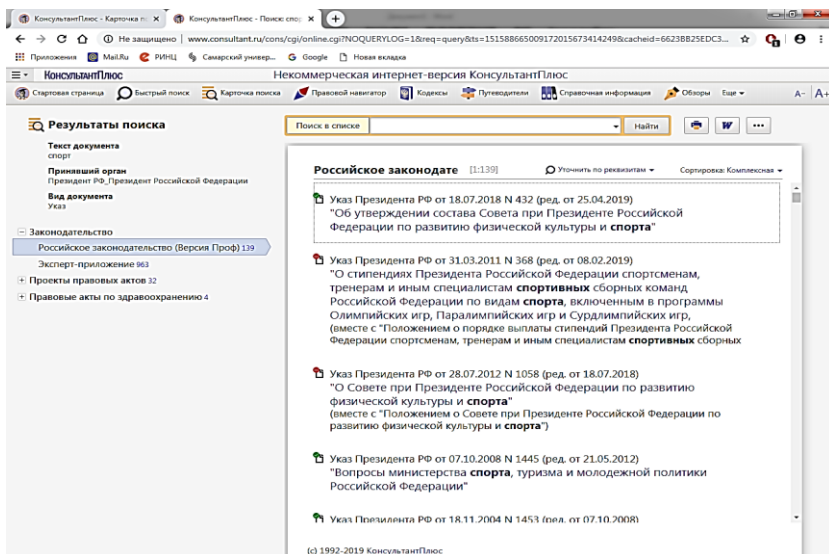 КонсультантПлюс - Карточка п
КонсультантПлюс - Поиск: спо
Не защищено | www.consultant.ru/cons/cgi/online.cgi?NOQUERYLOG=1&req=query&ts=15158866500917201567341424​9&cacheid=6623BB25EDC3...
Приложения Mail.Ru РИНЦ Самарский универс... Google Новая вкладка
КонсультантПлюс Некоммерческая интернет-версия КонсультантПлюс
Стартовая страница Быстрый поиск Карточка поиска Правовой навигатор Кодексы Путеводители Справочная информация Обзоры Еще A- A+
Результаты поиска
Текст документа
спорт
Принявший орган
Президент РФ_Президент Российской Федерации
Вид документа
Указ
Законодательство
Российское законодательство (Версия Проф) 139
Эксперт-приложение 963
Проекты правовых актов 32
Правовые акты по здравоохранению 4
Поиск в списке Найти
Российское законодате [1:139] Уточнить по реквизитам Сортировка: Комплексная
Указ Президента РФ от 18.07.2018 N 432 (ред. от 25.04.2019)
"Об утверждении состава Совета при Президенте Российской
Федерации по развитию физической культуры и спорта"
Указ Президента РФ от 31.03.2011 N 368 (ред. от 08.02.2019)
"О стипендиях Президента Российской Федерации спортсменам,
тренерам и иным специалистам спортивных сборных команд
Российской Федерации по видам спорта, включенным в программы
Олимпийских игр, Паралимпийских игр и Сурдлимпийских игр,
(вместе с "Положением о порядке выплаты стипендий Президента Российской
Федерации спортсменам, тренерам и иным специалистам спортивных сборных
Указ Президента РФ от 28.07.2012 N 1058 (ред. от 18.07.2018)
"О Совете при Президенте Российской Федерации по развитию
физической культуры и спорта"
(вместе с "Положением о Совете при Президенте Российской Федерации по
развитию физической культуры и спорта")
Указ Президента РФ от 07.10.2008 N 1445 (ред. от 21.05.2012)
"Вопросы министерства спорта, туризма и молодежной политики
Российской Федерации"
Указ Президента РФ от 18.11.2004 N 1453 (ред. от 07.10.2008)
(c) 1992-2019 КонсультантПлюс